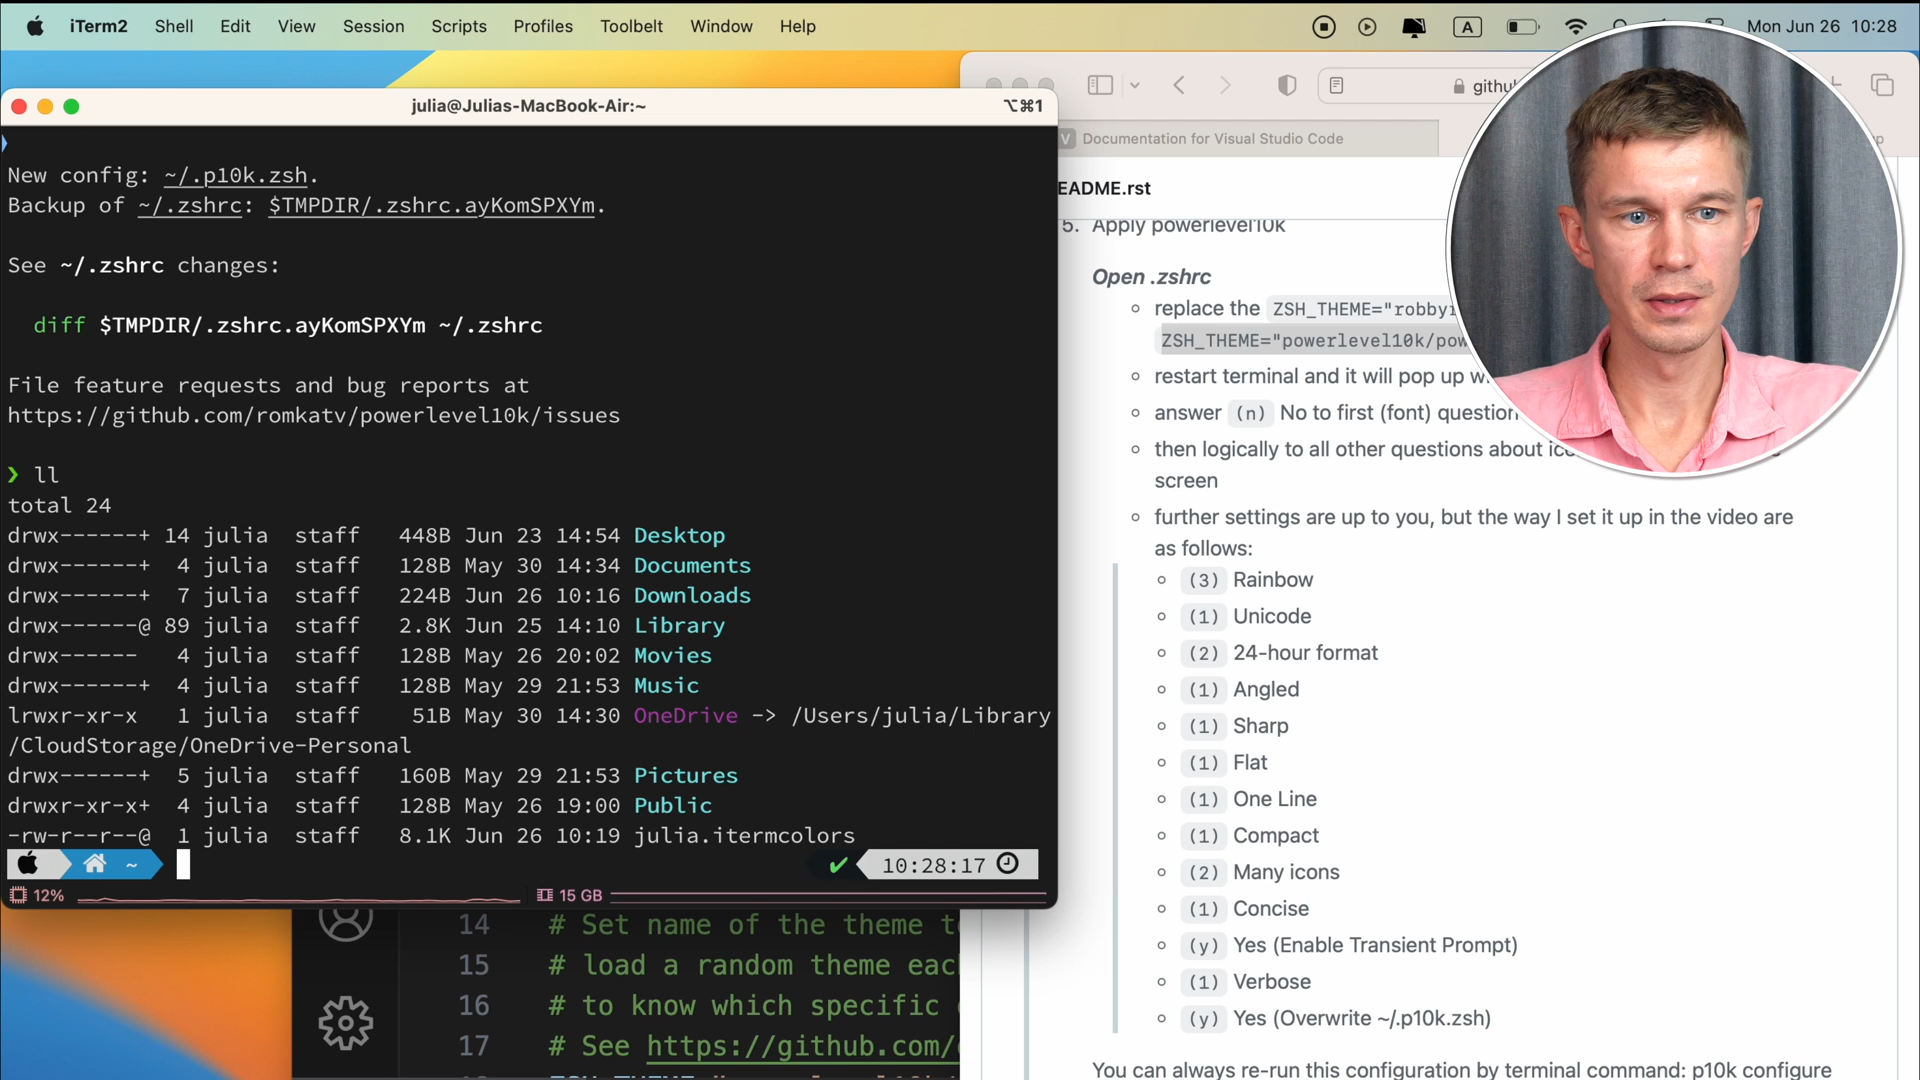 iTerm2 Shell Edit View Session Scripts Profiles Toolbelt Window Help A Mon Jun 26 10:28
julia@Julias-MacBook-Air:~ ⌥⌘1
New config: ~/.p10k.zsh.
Backup of ~/.zshrc: $TMPDIR/.zshrc.ayKomSPXYm.
See ~/.zshrc changes:
diff $TMPDIR/.zshrc.ayKomSPXYm ~/.zshrc
File feature requests and bug reports at
https://github.com/romkatv/powerlevel10k/issues
❯ ll
total 24
drwx------+ 14 julia staff 448B Jun 23 14:54 Desktop
drwx------+ 4 julia staff 128B May 30 14:34 Documents
drwx------+ 7 julia staff 224B Jun 26 10:16 Downloads
drwx------@ 89 julia staff 2.8K Jun 25 14:10 Library
drwx------ 4 julia staff 128B May 26 20:02 Movies
drwx------+ 4 julia staff 128B May 29 21:53 Music
lrwxr-xr-x 1 julia staff 51B May 30 14:30 OneDrive -> /Users/julia/Library
/CloudStorage/OneDrive-Personal
drwx------+ 5 julia staff 160B May 29 21:53 Pictures
drwxr-xr-x+ 4 julia staff 128B May 26 19:00 Public
-rw-r--r--@ 1 julia staff 8.1K Jun 26 10:19 julia.itermcolors
~ ✔ 10:28:17
12% 15 GB
14 # Set name of the theme
15 # load a random theme
16 # to know which specific
17 # See https://github.com/
Documentation for Visual Studio Code
EADME.rst
5. Apply powerlevel10k
Open .zshrc
replace the ZSH_THEME="robby
ZSH_THEME="powerlevel10k/pow
restart terminal and it will pop up
answer (n) No to first (font) question
then logically to all other questions about
screen
further settings are up to you, but the way I set it up in the video are
as follows:
(3) Rainbow
(1) Unicode
(2) 24-hour format
(1) Angled
(1) Sharp
(1) Flat
(1) One Line
(1) Compact
(2) Many icons
(1) Concise
(y) Yes (Enable Transient Prompt)
(1) Verbose
(y) Yes (Overwrite ~/.p10k.zsh)
You can always re-run this configuration by terminal command: p10k configure